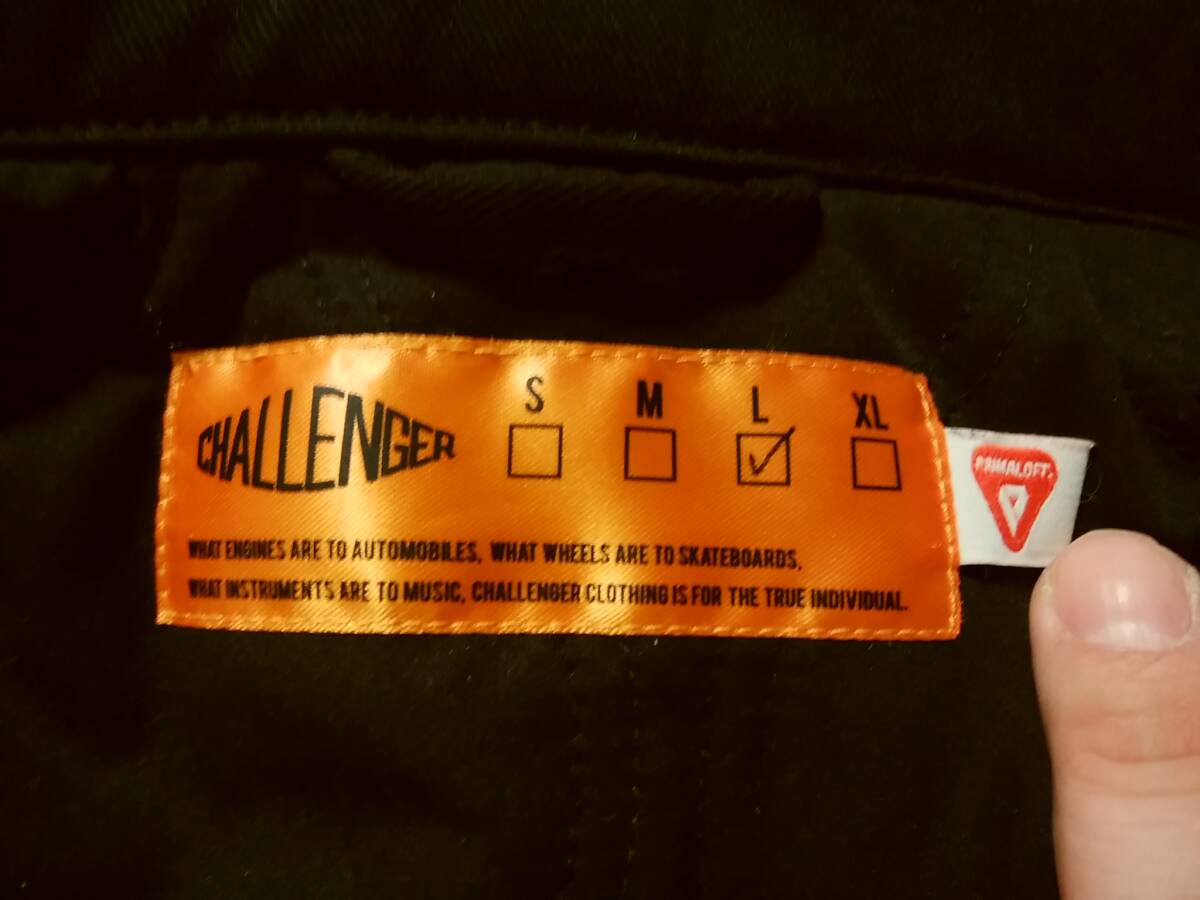 CHALLENGER
S M L XL
WHAT ENGINES ARE TO AUTOMOBILES, WHAT WHEELS ARE TO SKATEBOARDS,
WHAT INSTRUMENTS ARE TO MUSIC, CHALLENGER CLOTHING IS FOR THE TRUE INDIVIDUAL.
PRIMALOFT